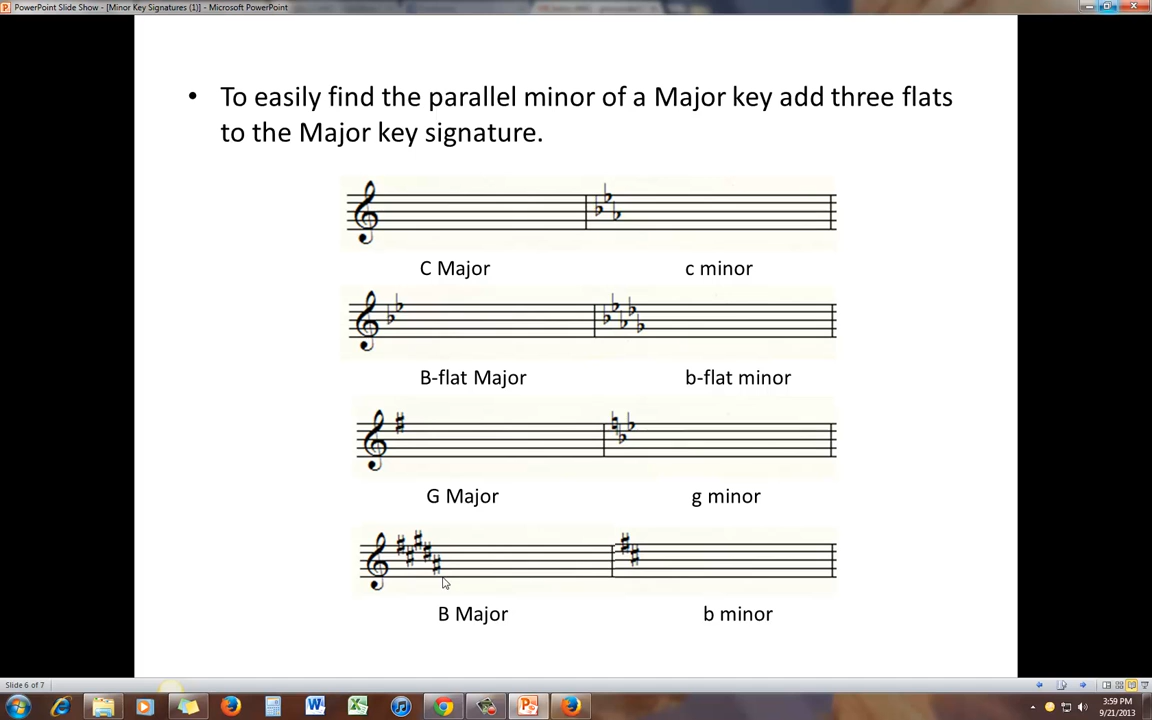 PowerPoint Slide Show - [Minor Key Signatures (1)] - Microsoft PowerPoint
• To easily find the parallel minor of a Major key add three flats
to the Major key signature.
C Major c minor
B-flat Major b-flat minor
G Major g minor
B Major b minor
Slide 6 of 7
3:59 PM
9/21/2013